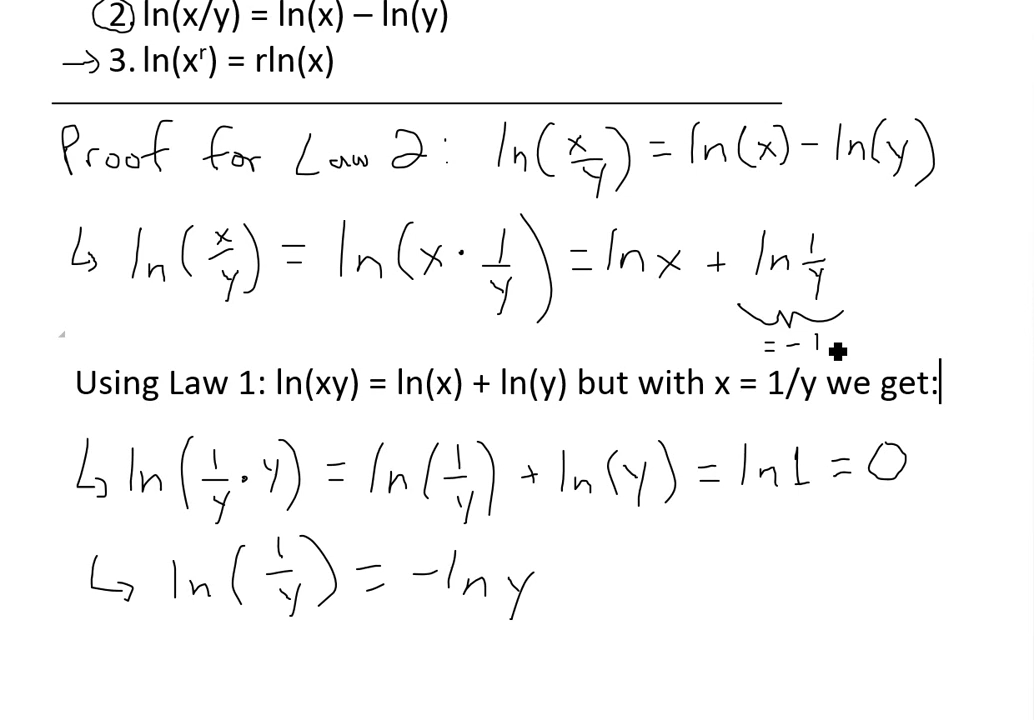 2. ln(x/y) = ln(x) – ln(y)
→ 3. ln(xʳ) = rln(x)
Proof for Law 2: ln(x/y) = ln(x) - ln(y)
↳ ln(x/y) = ln(x · 1/y) = ln x + ln 1/y
= - l
Using Law 1: ln(xy) = ln(x) + ln(y) but with x = 1/y we get:
↳ ln(1/y · y) = ln(1/y) + ln(y) = ln 1 = 0
↳ ln(1/y) = -ln y